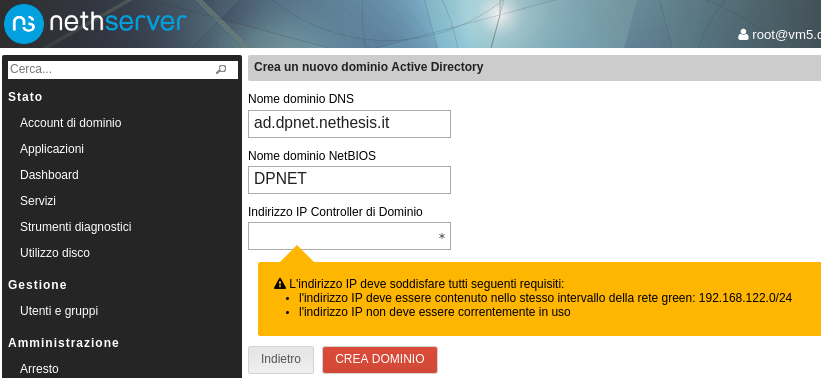 nethserver
root@vm5.
Cerca...
Stato
Account di dominio
Applicazioni
Dashboard
Servizi
Strumenti diagnostici
Utilizzo disco
Gestione
Utenti e gruppi
Amministrazione
Arresto
Crea un nuovo dominio Active Directory
Nome dominio DNS
ad.dpnet.nethesis.it
Nome dominio NetBIOS
DPNET
Indirizzo IP Controller di Dominio
*
L'indirizzo IP deve soddisfare tutti seguenti requisiti:
• l'indirizzo IP deve essere contenuto nello stesso intervallo della rete green: 192.168.122.0/24
• l'indirizzo IP non deve essere correntemente in uso
Indietro
CREA DOMINIO